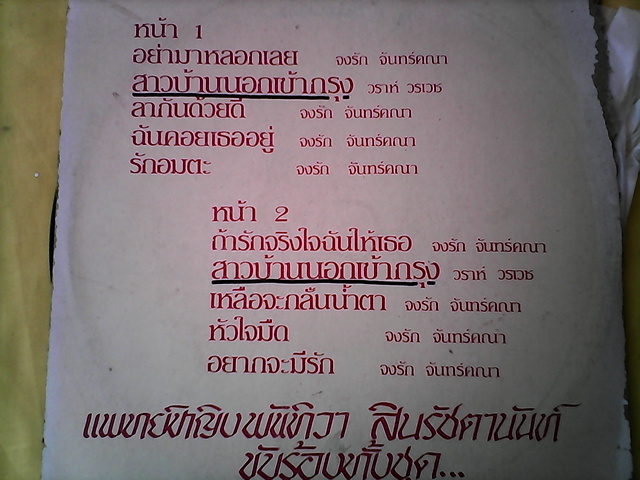 หน้า 1
อย่ามาหลอกเลย จงรัก จันทร์คณา
สาวบ้านนอกเข้ากรุง วราห์ วรเวช
ลากันด้วยดี จงรัก จันทร์คณา
ฉันคอยเธออยู่ จงรัก จันทร์คณา
รักอมตะ จงรัก จันทร์คณา
หน้า 2
ถ้ารักจริงใจฉันให้เธอ จงรัก จันทร์คณา
สาวบ้านนอกเข้ากรุง วราห์ วรเวช
เหลือจะกลั่นน้ำตา จงรัก จันทร์คณา
หัวใจมืด จงรัก จันทร์คณา
อยากจะมีรัก จงรัก จันทร์คณา
แพทย์หญิงพันทิวา สินรัชตานันท์
ขับร้องทั้งชุด...